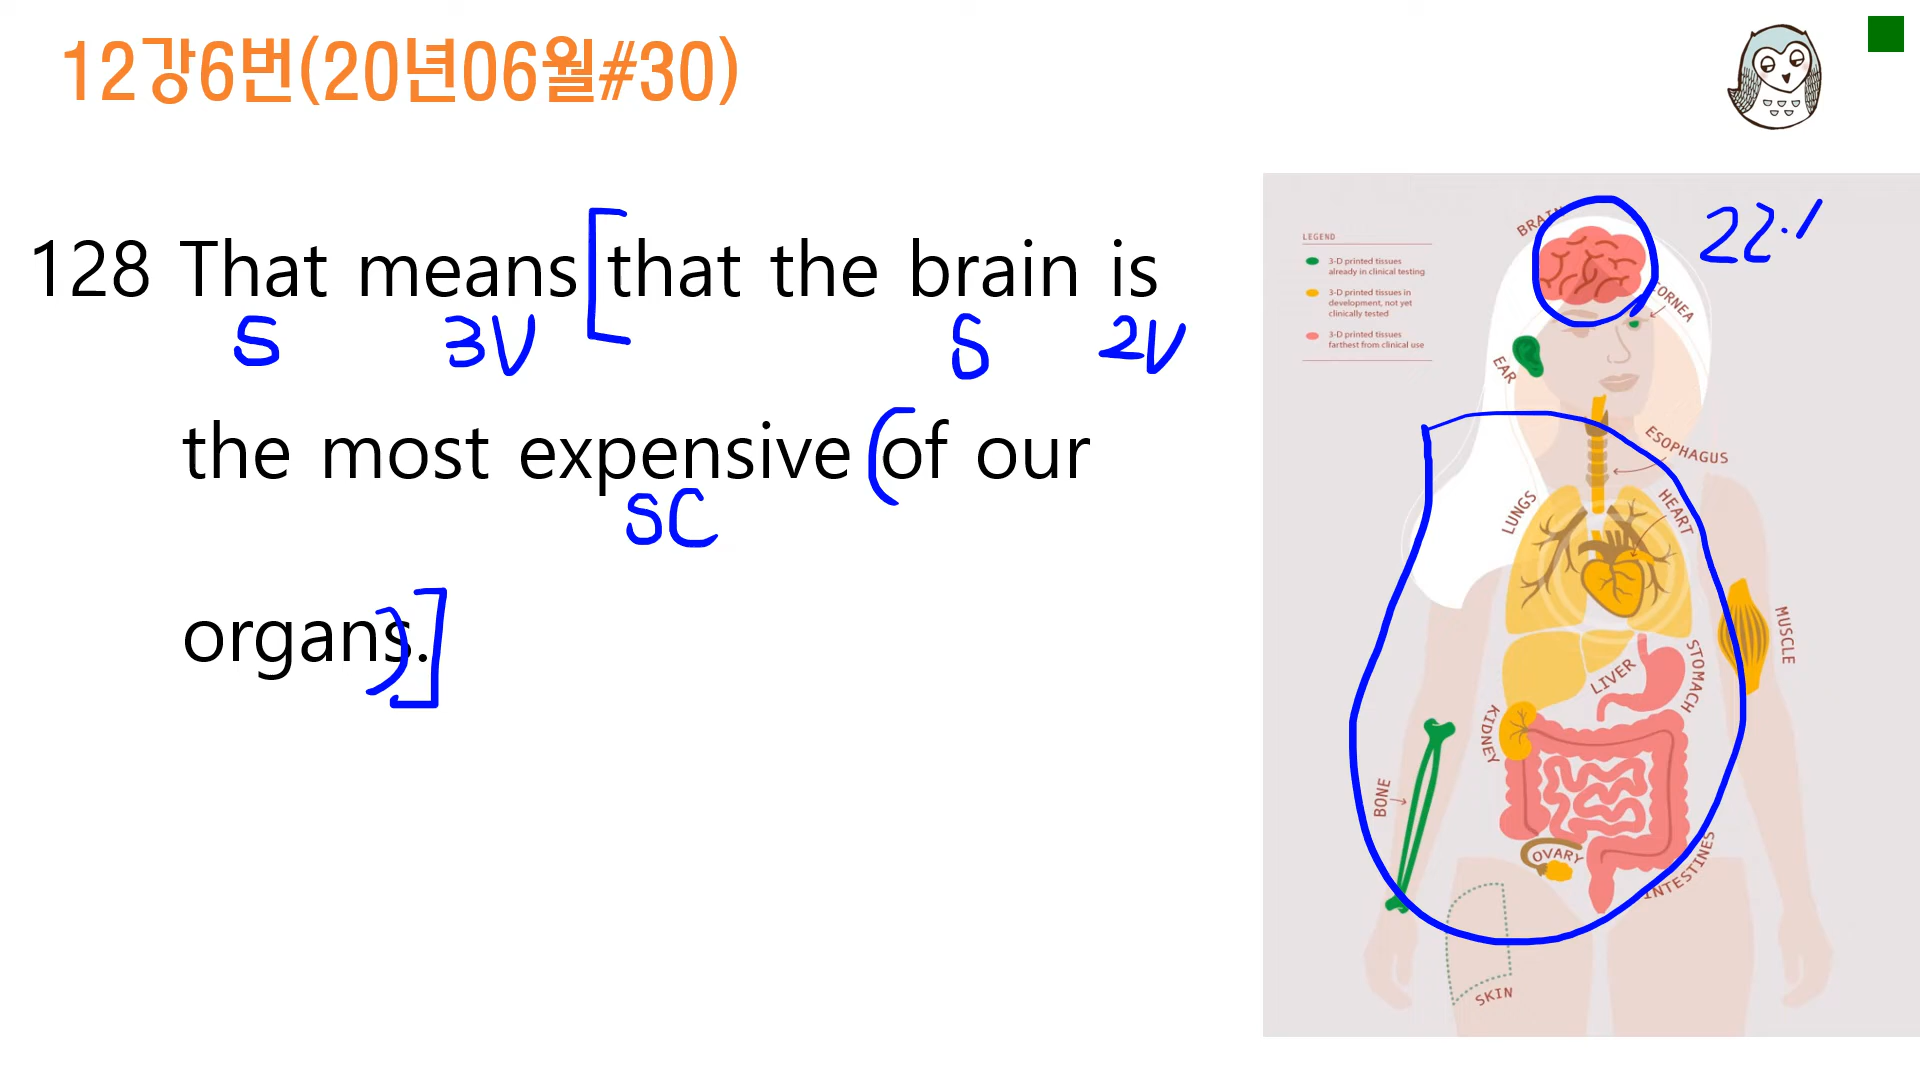 12강6번(20년06월#30)
128 That means [that the brain is
S 3V S 2V
the most expensive (of our
SC
organs).]
BRAIN
LEGEND
3-D printed tissues
already in clinical testing
3-D printed tissues in
development, not yet
clinically tested
3-D printed tissues
farthest from clinical use
CORNEA
EAR
ESOPHAGUS
LUNGS
HEART
MUSCLE
LIVER
STOMACH
KIDNEY
BONE
OVARY
INTESTINES
SKIN